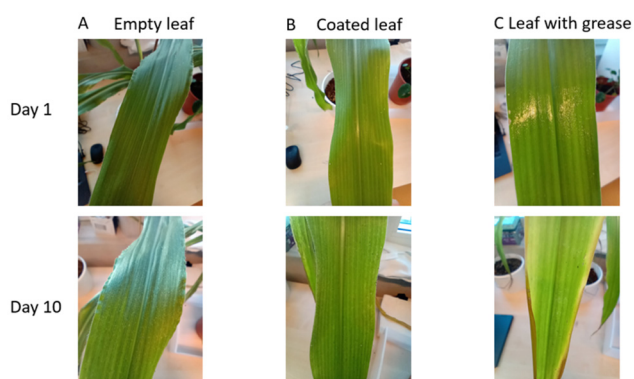 A Empty leaf
B Coated leaf
C Leaf with grease
Day 1
Day 10